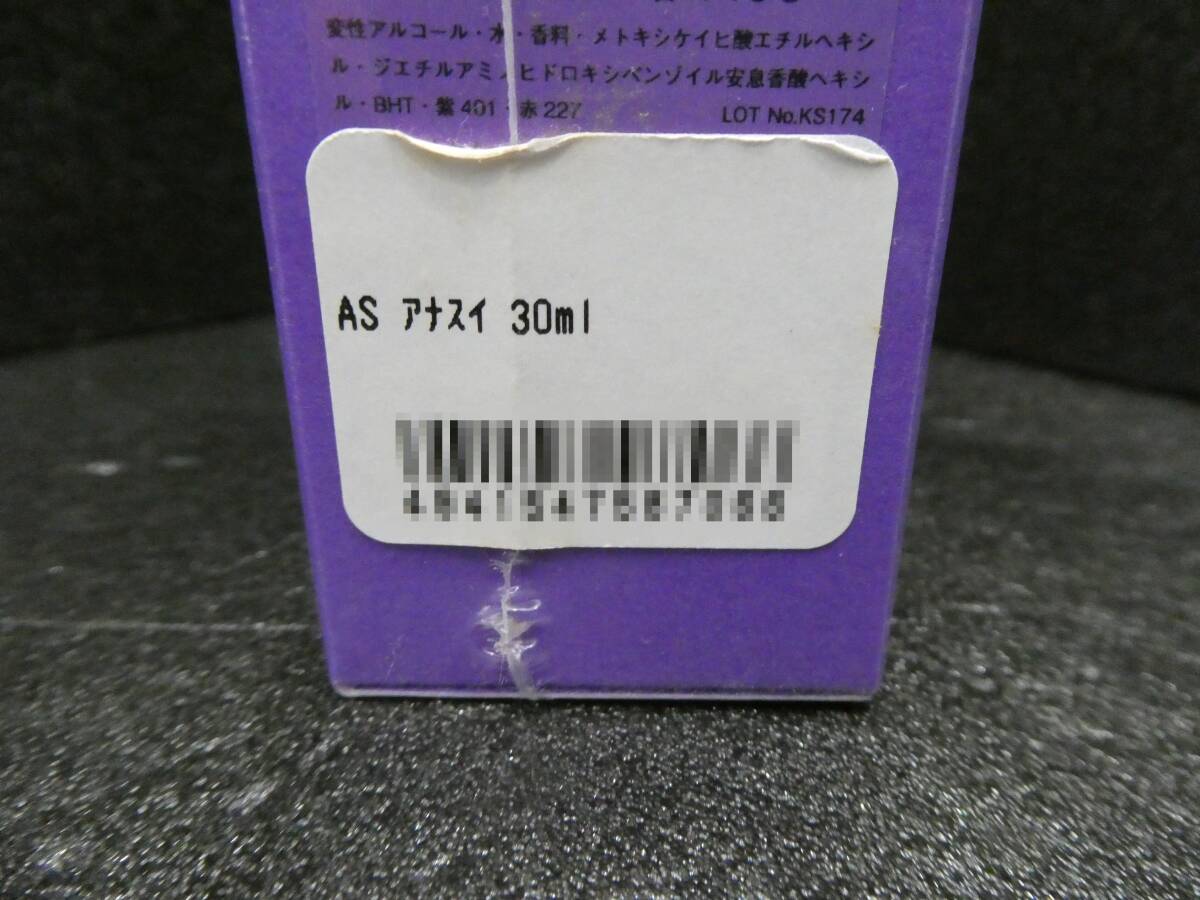 変性アルコール・水・香料・メトキシケイヒ酸エチルヘキシ
ル・ジエチルアミノヒドロキシベンゾイル安息香酸ヘキシ
ル・BHT・紫401・赤227 LOT No.KS174
AS アナスイ 30ml